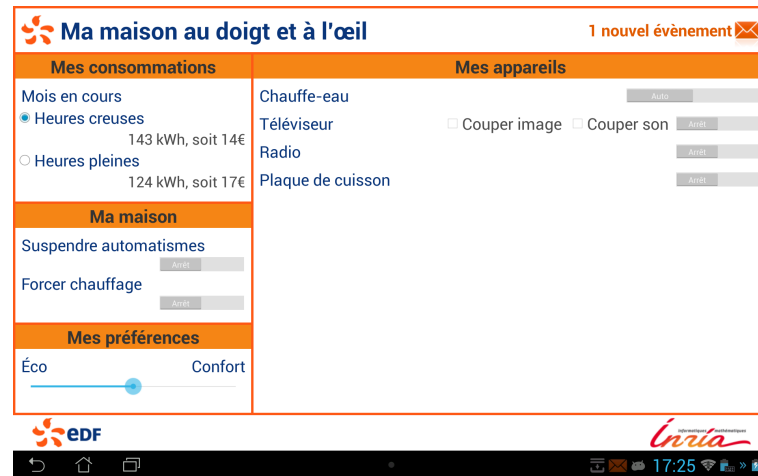 Ma maison au doigt et à l'œil
1 nouvel évènement
Mes consommations
Mois en cours
Heures creuses
143 kWh, soit 14€
Heures pleines
124 kWh, soit 17€
Ma maison
Suspendre automatismes
Arrêt
Forcer chauffage
Arrêt
Mes préférences
Éco Confort
Mes appareils
Chauffe-eau Auto
Téléviseur Couper image Couper son Arrêt
Radio Arrêt
Plaque de cuisson Arrêt
eDF
informatiques mathématiques
Inria
17:25